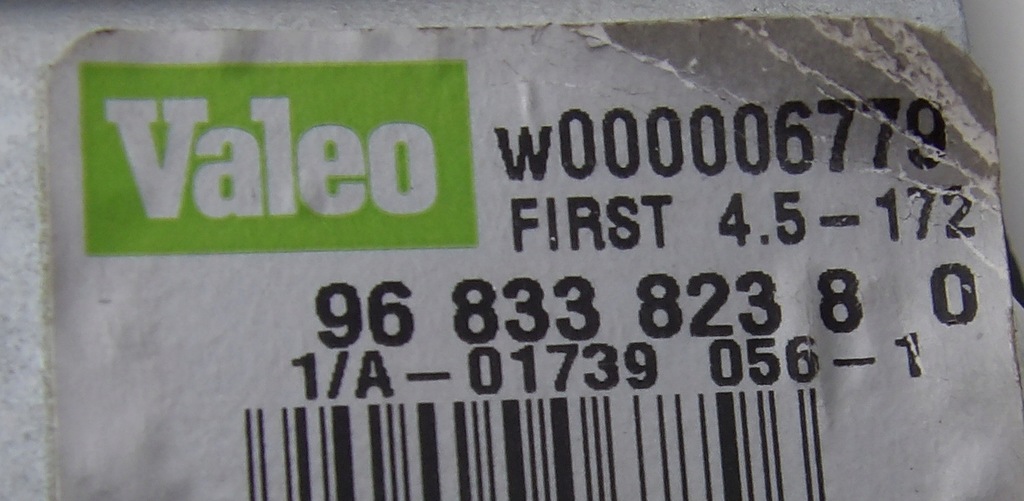 Valeo
w000006779
FIRST 4.5-172
96 833 823 8 0
1/A-01739 056-1